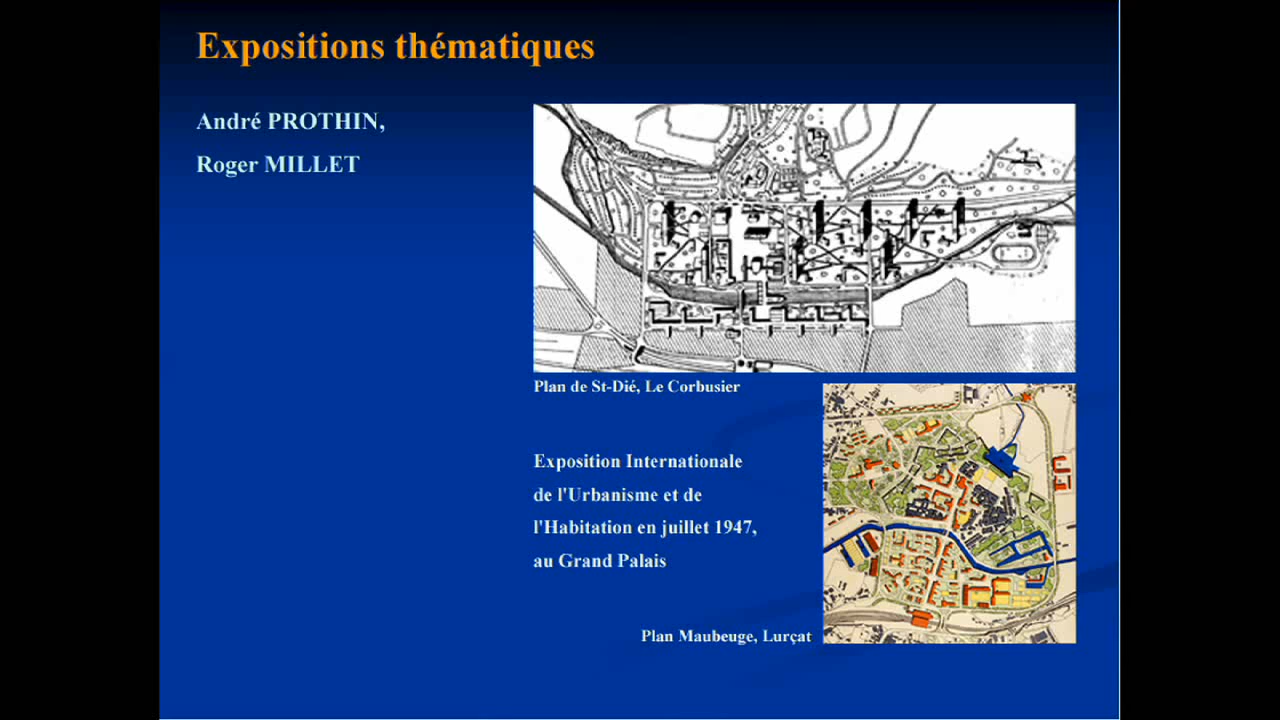 Expositions thématiques
André PROTHIN,
Roger MILLET
Plan de St-Dié, Le Corbusier
Exposition Internationale
de l'Urbanisme et de
l'Habitation en juillet 1947,
au Grand Palais
Plan Maubeuge, Lurçat